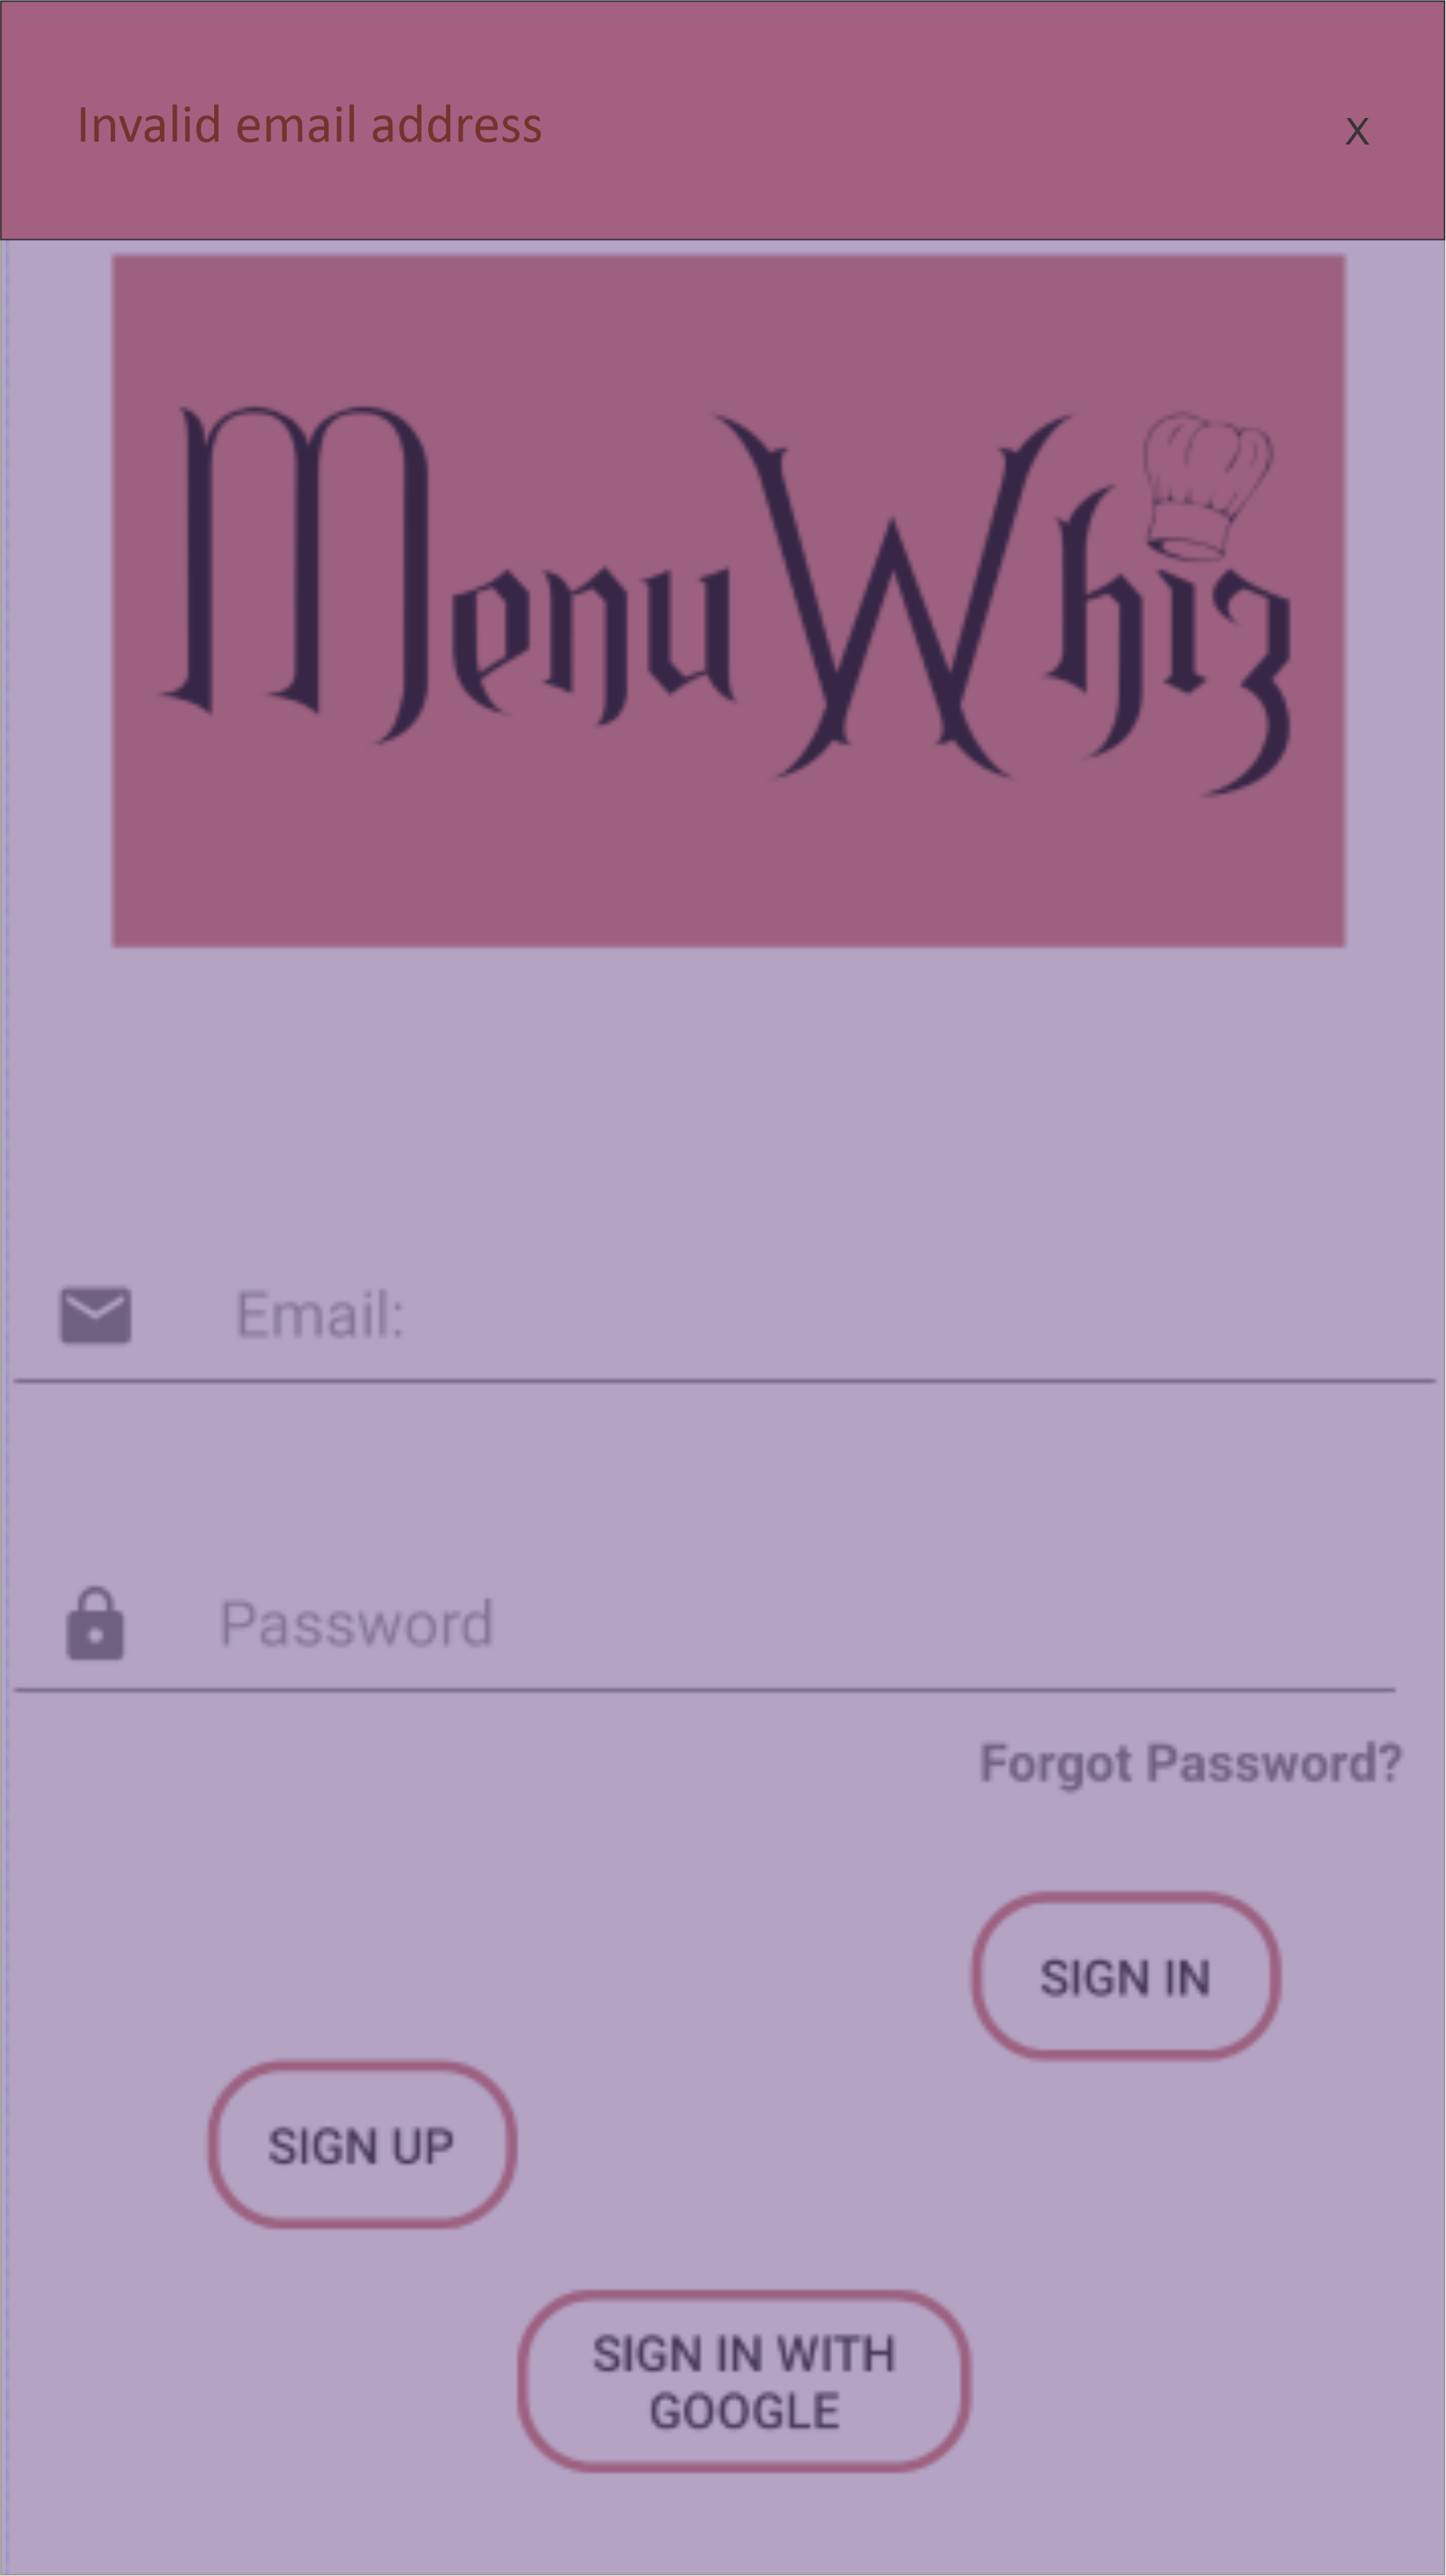 Invalid email address X
MenuWhiz
Email:
Password
Forgot Password?
SIGN IN
SIGN UP
SIGN IN WITH
GOOGLE